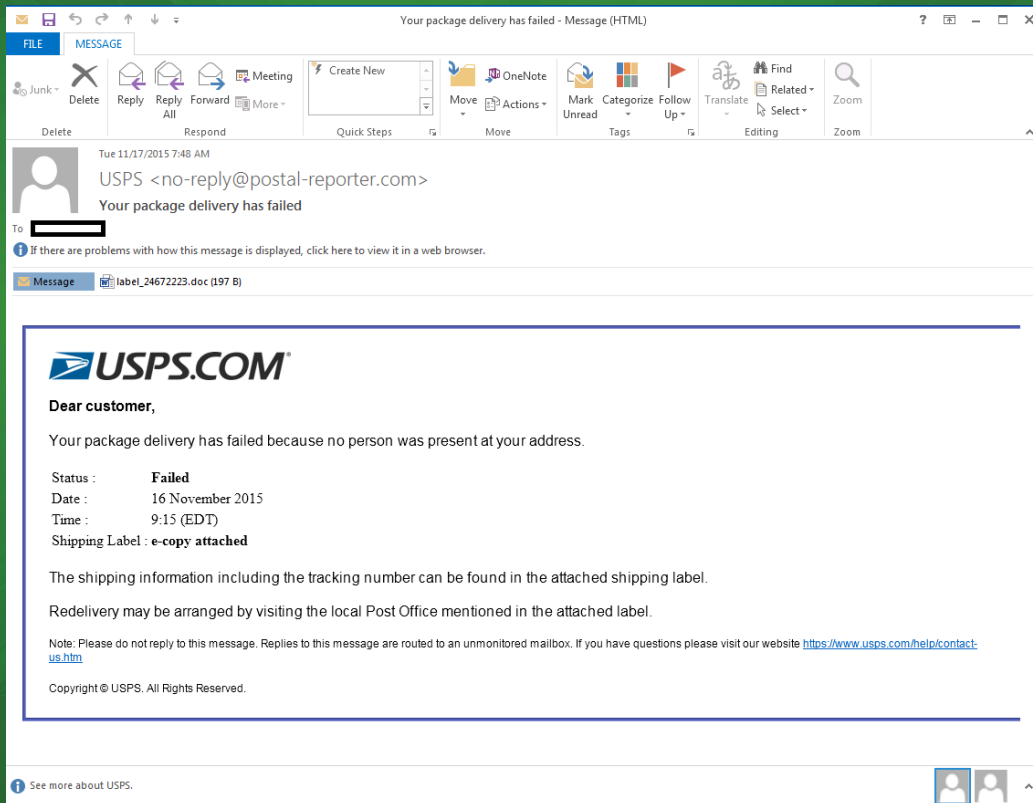 Your package delivery has failed - Message (HTML)
?
FILE MESSAGE
Junk
Delete
Reply
Reply All
Forward
Meeting
More
Create New
Move
OneNote
Actions
Mark Unread
Categorize
Follow Up
Translate
Find
Related
Select
Zoom
Delete Respond Quick Steps Move Tags Editing Zoom
Tue 11/17/2015 7:48 AM
USPS <no-reply@postal-reporter.com>
Your package delivery has failed
To
If there are problems with how this message is displayed, click here to view it in a web browser.
Message label_24672223.doc (197 B)
USPS.COM®
Dear customer,
Your package delivery has failed because no person was present at your address.
Status : Failed
Date : 16 November 2015
Time : 9:15 (EDT)
Shipping Label : e-copy attached
The shipping information including the tracking number can be found in the attached shipping label.
Redelivery may be arranged by visiting the local Post Office mentioned in the attached label.
Note: Please do not reply to this message. Replies to this message are routed to an unmonitored mailbox. If you have questions please visit our website https://www.usps.com/help/contact-
us.htm
Copyright © USPS. All Rights Reserved.
See more about USPS.